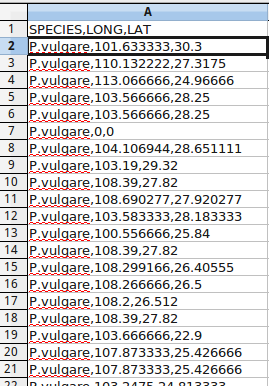 A
1 SPECIES,LONG,LAT
2 P,vulgare,101.633333,30.3
3 P,vulgare,110.132222,27.3175
4 P,vulgare,113.066666,24.96666
5 P,vulgare,103.566666,28.25
6 P,vulgare,103.566666,28.25
7 P,vulgare,0,0
8 P,vulgare,104.106944,28.651111
9 P,vulgare,103.19,29.32
10 P,vulgare,108.39,27.82
11 P,vulgare,108.690277,27.920277
12 P,vulgare,103.583333,28.183333
13 P,vulgare,100.556666,25.84
14 P,vulgare,108.39,27.82
15 P,vulgare,108.299166,26.40555
16 P,vulgare,108.266666,26.5
17 P,vulgare,108.2,26.512
18 P,vulgare,108.39,27.82
19 P,vulgare,103.666666,22.9
20 P,vulgare,107.873333,25.426666
21 P,vulgare,107.873333,25.426666
22 P,vulgare,103.2475,24.813333